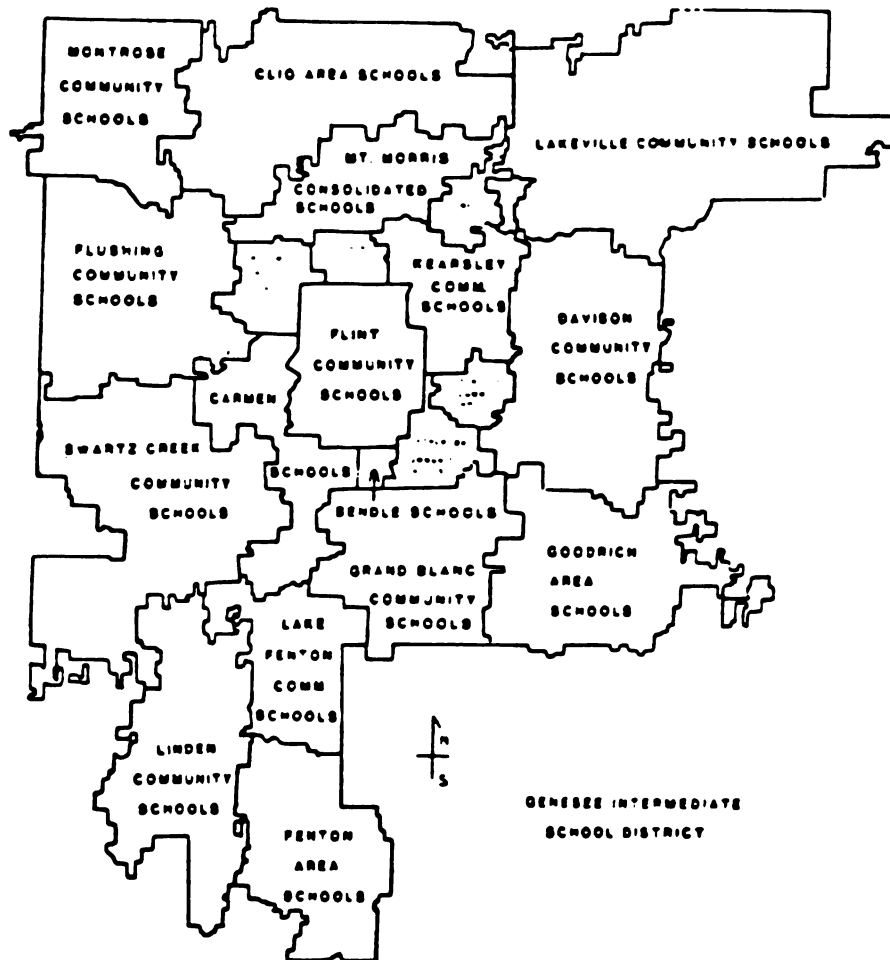 MONTROSE
COMMUNITY
SCHOOLS
CLIO AREA SCHOOLS
LAKEVILLE COMMUNITY SCHOOLS
MT. MORRIS
CONSOLIDATED
SCHOOLS
FLUSHING
COMMUNITY
SCHOOLS
KEARSLEY
COMM.
SCHOOLS
DAVISON
COMMUNITY
SCHOOLS
FLINT
COMMUNITY
SCHOOLS
CARMEN
SCHOOLS
SWARTZ CREEK
COMMUNITY
SCHOOLS
BENDLE SCHOOLS
GRAND BLANC
COMMUNITY
SCHOOLS
GOODRICH
AREA
SCHOOLS
LAKE
FENTON
COMM
SCHOOLS
LINDEN
COMMUNITY
SCHOOLS
FENTON
AREA
SCHOOLS
N
S
GENESEE INTERMEDIATE
SCHOOL DISTRICT